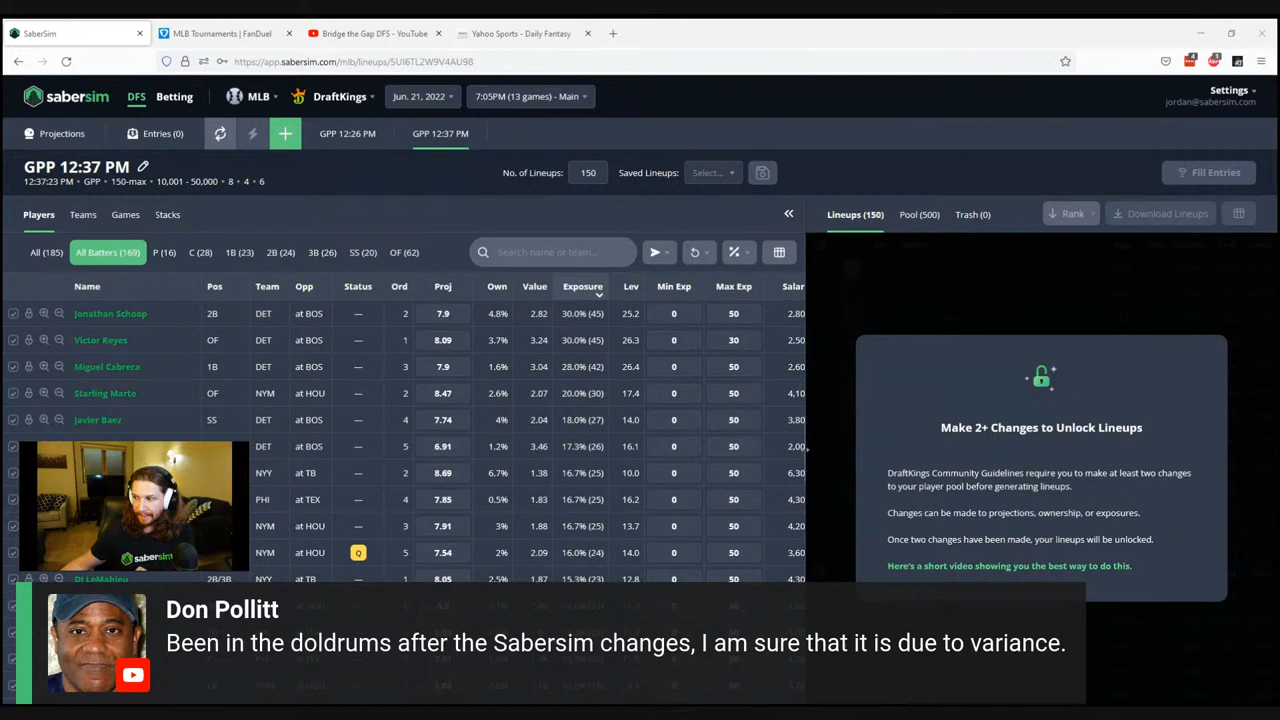 SaberSim
MLB Tournaments | FanDuel
Bridge the Gap DFS - YouTube
Yahoo Sports - Daily Fantasy
https://app.sabersim.com/mlb/lineups/5UI6TL2W9V4AU98
sabersim DFS Betting MLB DraftKings Jun. 21, 2022 7:05PM (13 games) - Main
Settings
jordan@sabersim.com
Projections Entries (0) GPP 12:26 PM GPP 12:37 PM
GPP 12:37 PM
12:37:23 PM • GPP • 150-max • 10,001 - 50,000 • 8 • 4 • 6
No. of Lineups: 150 Saved Lineups: Select... Fill Entries
Players Teams Games Stacks
Lineups (150) Pool (500) Trash (0) Rank Download Lineups
All (185) All Batters (169) P (16) C (28) 1B (23) 2B (24) 3B (26) SS (20) OF (62) Search name or team...
Name Pos Team Opp Status Ord Proj Own Value Exposure Lev Min Exp Max Exp Salar
Jonathan Schoop 2B DET at BOS — 2 7.9 4.8% 2.82 30.0% (45) 25.2 0 50 2,80
Victor Reyes OF DET at BOS — 1 8.09 3.7% 3.24 30.0% (45) 26.3 0 30 2,50
Miguel Cabrera 1B DET at BOS — 3 7.9 1.6% 3.04 28.0% (42) 26.4 0 50 2,60
Starling Marte OF NYM at HOU — 2 8.47 2.6% 2.07 20.0% (30) 17.4 0 50 4,10
Javier Baez SS DET at BOS — 4 7.74 4% 2.04 18.0% (27) 14.0 0 50 3,80
DET at BOS — 5 6.91 1.2% 3.46 17.3% (26) 16.1 0 50 2,00
NYY at TB — 2 8.69 6.7% 1.38 16.7% (25) 10.0 0 50 6,30
PHI at TEX — 4 7.85 0.5% 1.83 16.7% (25) 16.2 0 50 4,30
NYM at HOU — 3 7.91 3% 1.88 16.7% (25) 13.7 0 50 4,20
NYM at HOU Q 5 7.54 2% 2.09 16.0% (24) 14.0 0 50 3,60
DJ LeMahieu 2B/3B NYY at TB — 1 8.05 2.5% 1.87 15.3% (23) 12.8 0 50 4,30
Make 2+ Changes to Unlock Lineups
DraftKings Community Guidelines require you to make at least two changes
to your player pool before generating lineups.
Changes can be made to projections, ownership, or exposures.
Once two changes have been made, your lineups will be unlocked.
Here's a short video showing you the best way to do this.
sabersim
Don Pollitt
Been in the doldrums after the Sabersim changes, I am sure that it is due to variance.